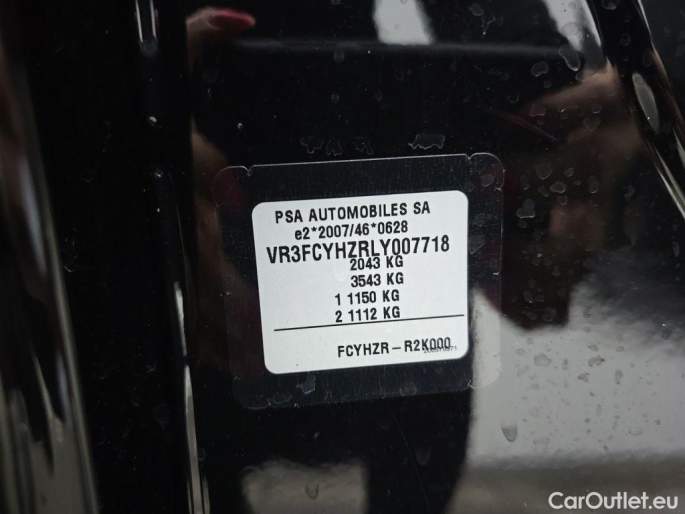 PSA AUTOMOBILES SA
e2*2007/46*0628
VR3FCYHZRLY007718
2043 KG
3543 KG
1 1150 KG
2 1112 KG
FCYHZR – R2K000
CarOutlet.eu